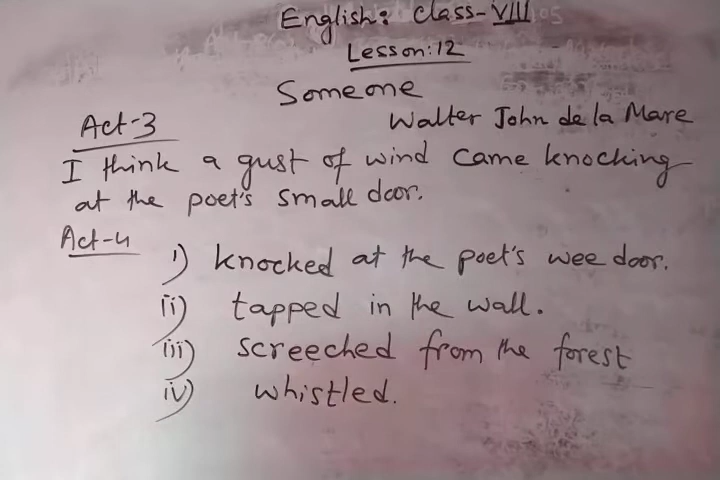 English: Class-VIII
Lesson:12
Someone
Walter John de la Mare
Act-3
I think a gust of wind came knocking
at the poet's small door.
Act-4
i) knocked at the poet's wee door.
ii) tapped in the wall.
iii) screeched from the forest
iv) whistled.